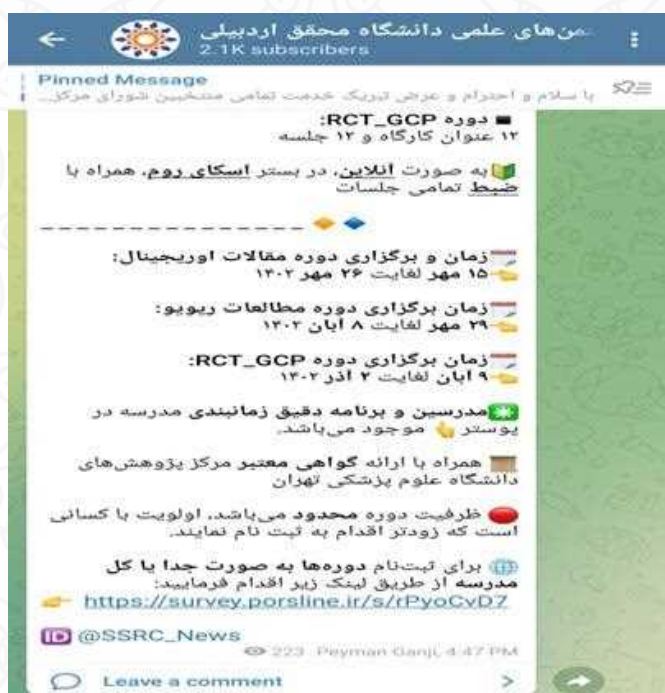 من‌های علمی دانشگاه محقق اردبیلی
2.1K subscribers
Pinned Message
با سلام و احترام و عرض تبریک خدمت تمامی منتخبین شورای مرکز...
دوره RCT_GCP:
۱۲ عنوان کارگاه و ۱۲ جلسه
به صورت آنلاین، در بستر اسکای روم، همراه با
ضبط تمامی جلسات
زمان و برگزاری دوره مقالات اوریجینال:
۱۵ مهر لغایت ۲۶ مهر ۱۴۰۲
زمان برگزاری دوره مطالعات ریویو:
۲۹ مهر لغایت ۸ آبان ۱۴۰۲
زمان برگزاری دوره RCT_GCP:
۹ آبان لغایت ۲ آذر ۱۴۰۲
مدرسین و برنامه دقیق زمانبندی مدرسه در
پوستر موجود می‌باشد.
همراه با ارائه گواهی معتبر مرکز پژوهش‌های
دانشگاه علوم پزشکی تهران
ظرفیت دوره محدود می‌باشد. اولویت با کسانی
است که زودتر اقدام به ثبت نام نمایند.
برای ثبت‌نام دوره‌ها به صورت جدا یا کل
مدرسه از طریق لینک زیر اقدام فرمایید:
https://survey.porsline.ir/s/rPyoCvD7
ID @SSRC_News
223 Peyman Ganji, 4:47 PM
Leave a comment